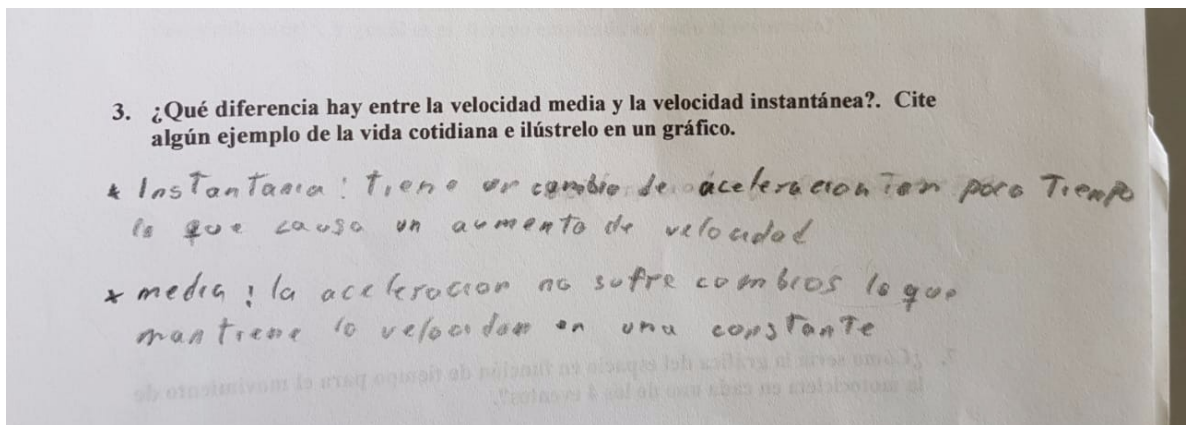 3. ¿Qué diferencia hay entre la velocidad media y la velocidad instantánea?. Cite
algún ejemplo de la vida cotidiana e ilústrelo en un gráfico.
* Instantania: tiene un cambio de aceleracion en poco Tiempo
lo que causa un aumento de velocidad
* media: la aceleracion no sufre cambios lo que
mantiene la velocidad en una constante